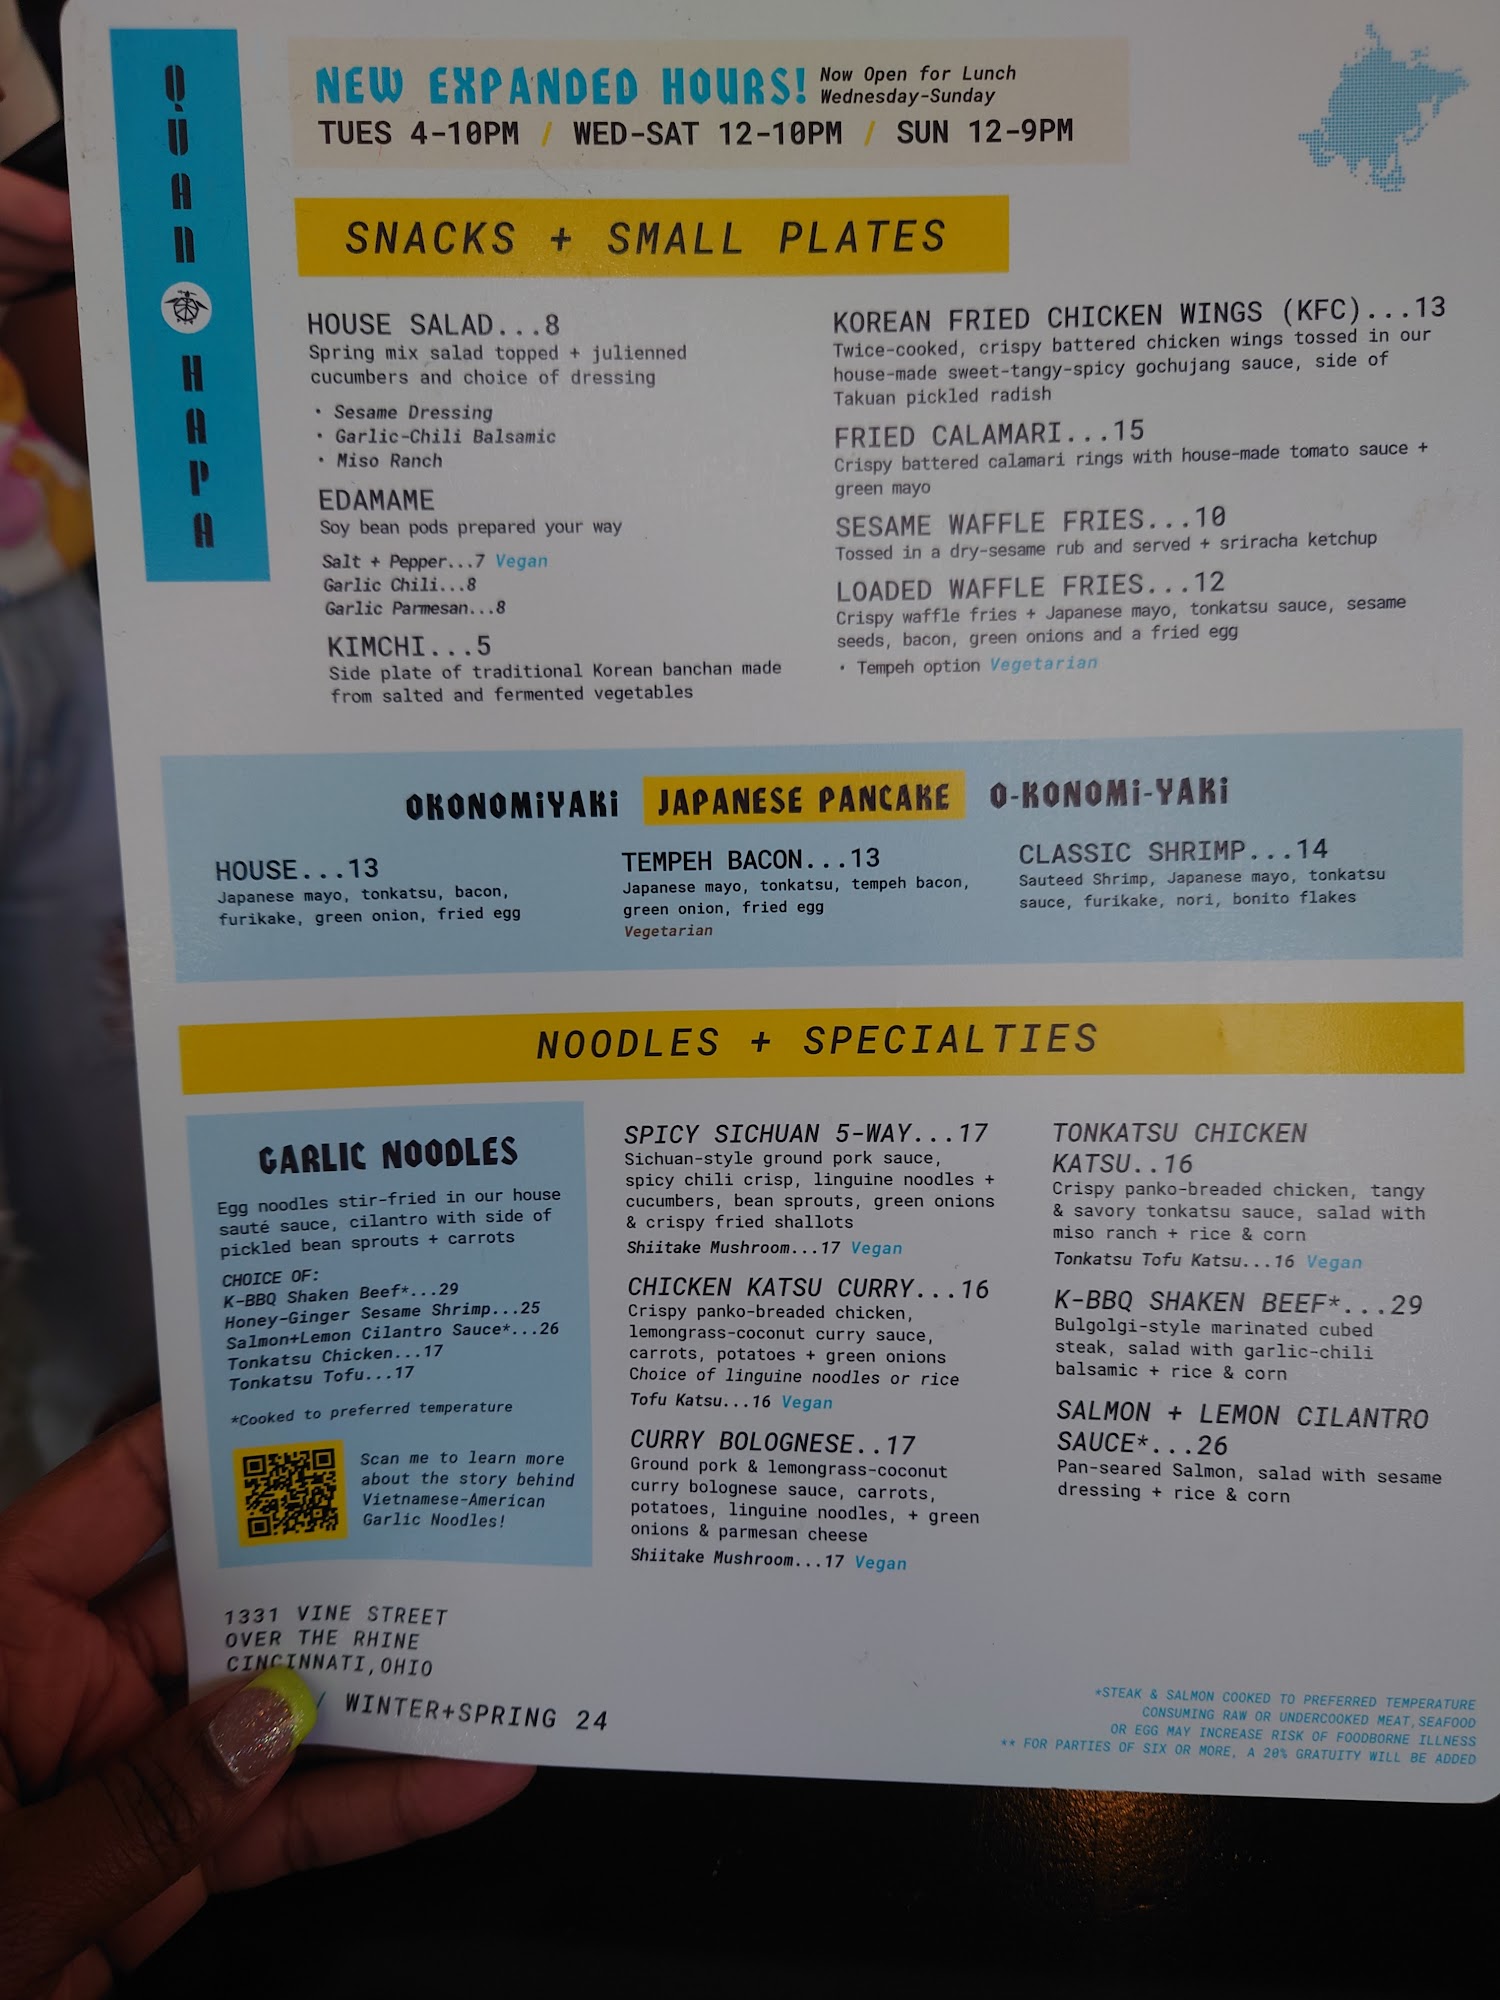 QUAN HAPA
NEW EXPANDED HOURS!
Now Open for Lunch
Wednesday-Sunday
TUES 4-10PM / WED-SAT 12-10PM / SUN 12-9PM
SNACKS + SMALL PLATES
HOUSE SALAD...8
Spring mix salad topped + julienned
cucumbers and choice of dressing
• Sesame Dressing
• Garlic-Chili Balsamic
• Miso Ranch
EDAMAME
Soy bean pods prepared your way
Salt + Pepper...7 Vegan
Garlic Chili...8
Garlic Parmesan...8
KIMCHI...5
Side plate of traditional Korean banchan made
from salted and fermented vegetables
KOREAN FRIED CHICKEN WINGS (KFC)...13
Twice-cooked, crispy battered chicken wings tossed in our
house-made sweet-tangy-spicy gochujang sauce, side of
Takuan pickled radish
FRIED CALAMARI...15
Crispy battered calamari rings with house-made tomato sauce +
green mayo
SESAME WAFFLE FRIES...10
Tossed in a dry-sesame rub and served + sriracha ketchup
LOADED WAFFLE FRIES...12
Crispy waffle fries + Japanese mayo, tonkatsu sauce, sesame
seeds, bacon, green onions and a fried egg
• Tempeh option Vegetarian
OKONOMiYAKi JAPANESE PANCAKE O-KONOMi-YAKi
HOUSE...13
Japanese mayo, tonkatsu, bacon,
furikake, green onion, fried egg
TEMPEH BACON...13
Japanese mayo, tonkatsu, tempeh bacon,
green onion, fried egg
Vegetarian
CLASSIC SHRIMP...14
Sauteed Shrimp, Japanese mayo, tonkatsu
sauce, furikake, nori, bonito flakes
NOODLES + SPECIALTIES
GARLIC NOODLES
Egg noodles stir-fried in our house
sauté sauce, cilantro with side of
pickled bean sprouts + carrots
CHOICE OF:
K-BBQ Shaken Beef*...29
Honey-Ginger Sesame Shrimp...25
Salmon+Lemon Cilantro Sauce*...26
Tonkatsu Chicken...17
Tonkatsu Tofu...17
*Cooked to preferred temperature
Scan me to learn more
about the story behind
Vietnamese-American
Garlic Noodles!
SPICY SICHUAN 5-WAY...17
Sichuan-style ground pork sauce,
spicy chili crisp, linguine noodles +
cucumbers, bean sprouts, green onions
& crispy fried shallots
Shiitake Mushroom...17 Vegan
CHICKEN KATSU CURRY...16
Crispy panko-breaded chicken,
lemongrass-coconut curry sauce,
carrots, potatoes + green onions
Choice of linguine noodles or rice
Tofu Katsu...16 Vegan
CURRY BOLOGNESE..17
Ground pork & lemongrass-coconut
curry bolognese sauce, carrots,
potatoes, linguine noodles, + green
onions & parmesan cheese
Shiitake Mushroom...17 Vegan
TONKATSU CHICKEN
KATSU..16
Crispy panko-breaded chicken, tangy
& savory tonkatsu sauce, salad with
miso ranch + rice & corn
Tonkatsu Tofu Katsu...16 Vegan
K-BBQ SHAKEN BEEF*...29
Bulgolgi-style marinated cubed
steak, salad with garlic-chili
balsamic + rice & corn
SALMON + LEMON CILANTRO
SAUCE*...26
Pan-seared Salmon, salad with sesame
dressing + rice & corn
1331 VINE STREET
OVER THE RHINE
CINCINNATI,OHIO
/ WINTER+SPRING 24
*STEAK & SALMON COOKED TO PREFERRED TEMPERATURE
CONSUMING RAW OR UNDERCOOKED MEAT,SEAFOOD
OR EGG MAY INCREASE RISK OF FOODBORNE ILLNESS
** FOR PARTIES OF SIX OR MORE, A 20% GRATUITY WILL BE ADDED